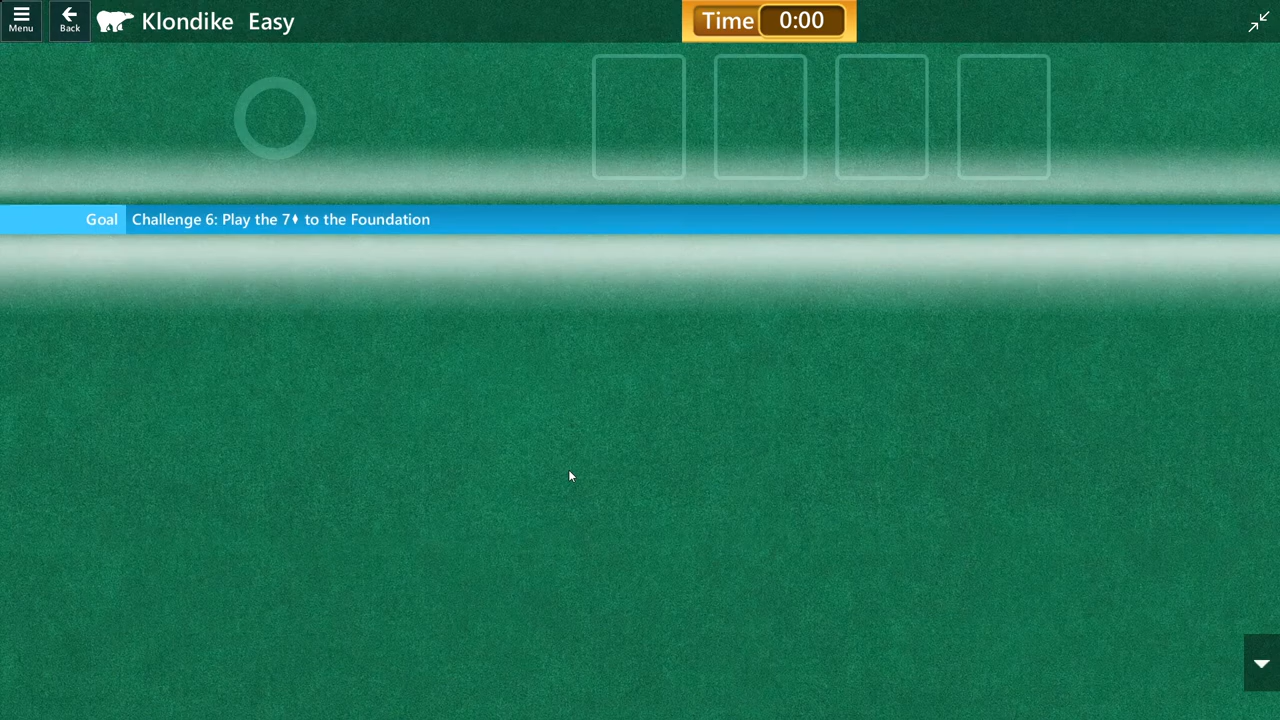 Menu
Back
Klondike Easy
Time 0:00
Goal Challenge 6: Play the 7♦ to the Foundation